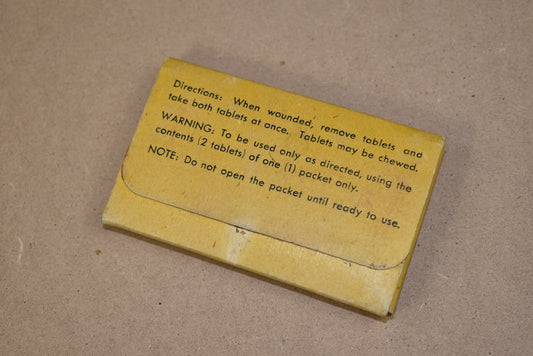 Directions: When wounded, remove tablets and
take both tablets at once. Tablets may be chewed.
WARNING: To be used only as directed, using the
contents (2 tablets) of one (1) packet only.
NOTE: Do not open the packet until ready to use.